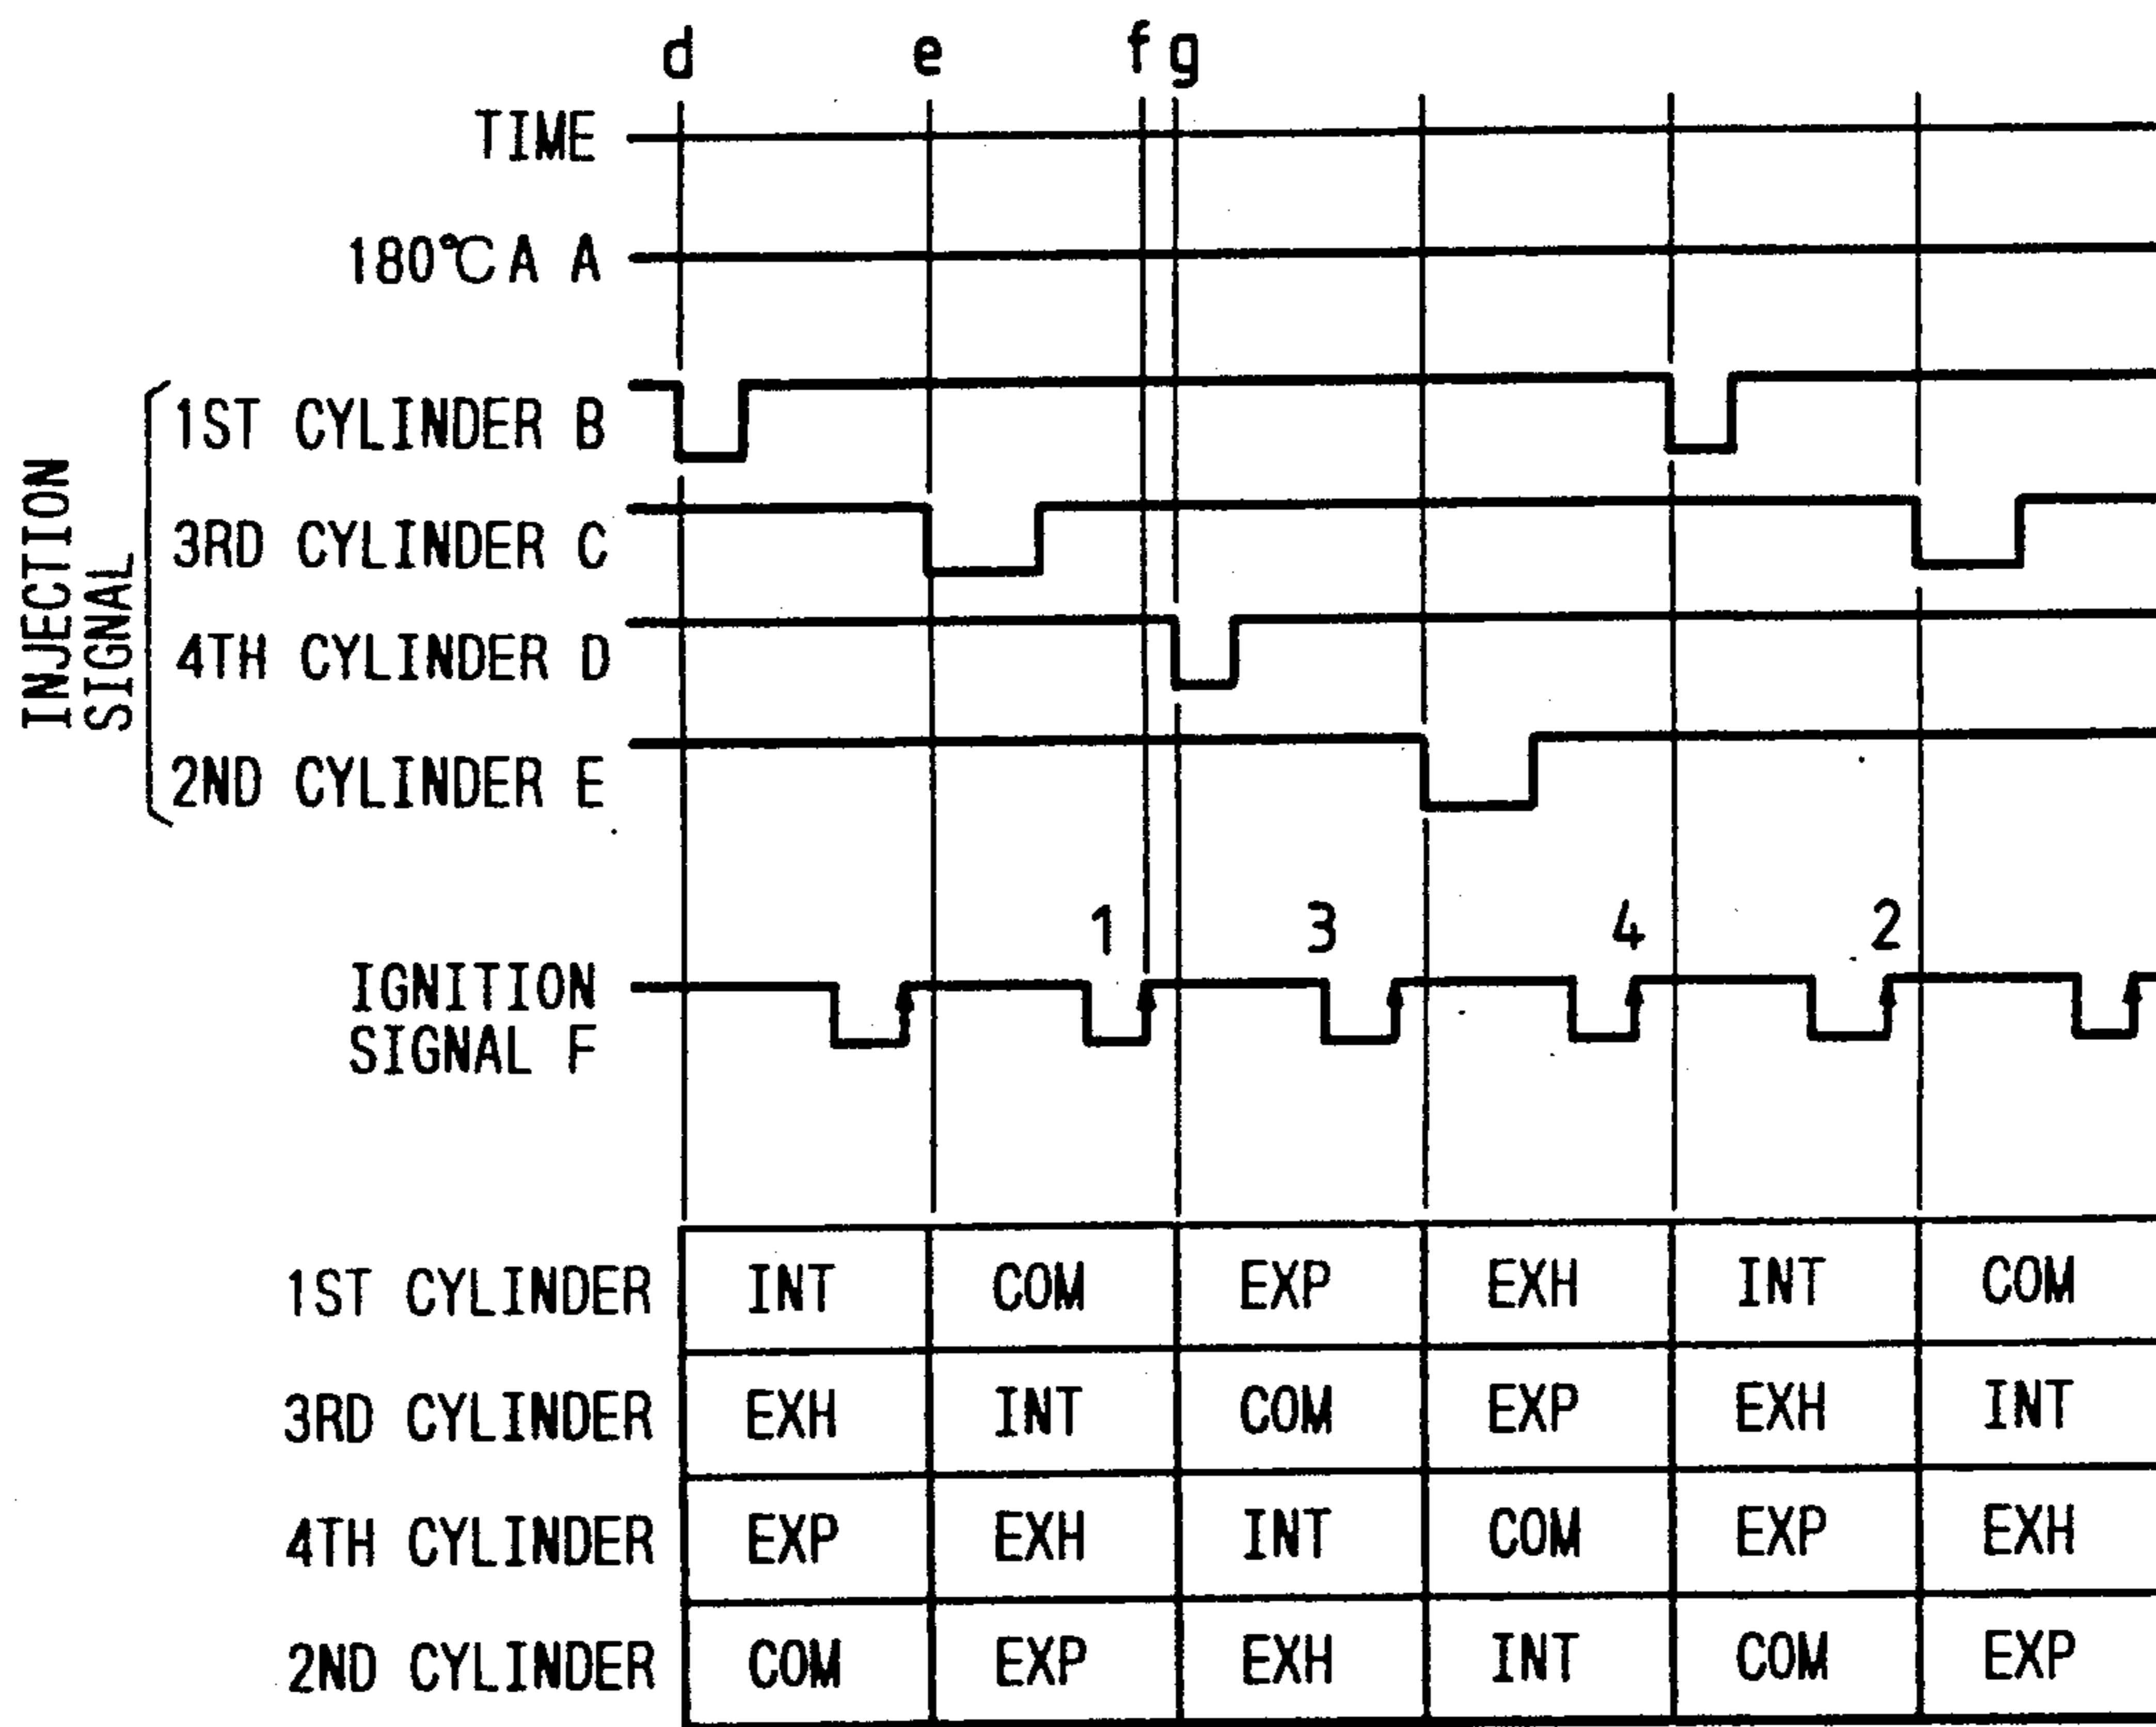 d e f g
TIME
180℃A A
INJECTION
SIGNAL
1ST CYLINDER B
3RD CYLINDER C
4TH CYLINDER D
2ND CYLINDER E
1 3 4 2
IGNITION
SIGNAL F
1ST CYLINDER INT COM EXP EXH INT COM
3RD CYLINDER EXH INT COM EXP EXH INT
4TH CYLINDER EXP EXH INT COM EXP EXH
2ND CYLINDER COM EXP EXH INT COM EXP